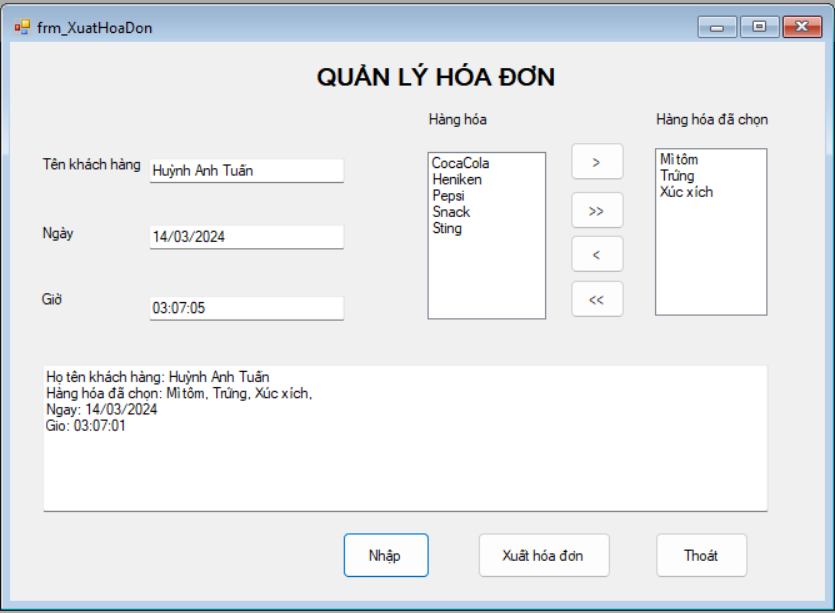 frm_XuatHoaDon
QUẢN LÝ HÓA ĐƠN
Hàng hóa
Hàng hóa đã chọn
Tên khách hàng
Huỳnh Anh Tuấn
Ngày
14/03/2024
Giờ
03:07:05
CocaCola
Heniken
Pepsi
Snack
Sting
>
>>
<
<<
Mì tôm
Trứng
Xúc xích
Họ tên khách hàng: Huỳnh Anh Tuấn
Hàng hóa đã chọn: Mì tôm, Trứng, Xúc xích,
Ngay: 14/03/2024
Gio: 03:07:01
Nhập
Xuất hóa đơn
Thoát